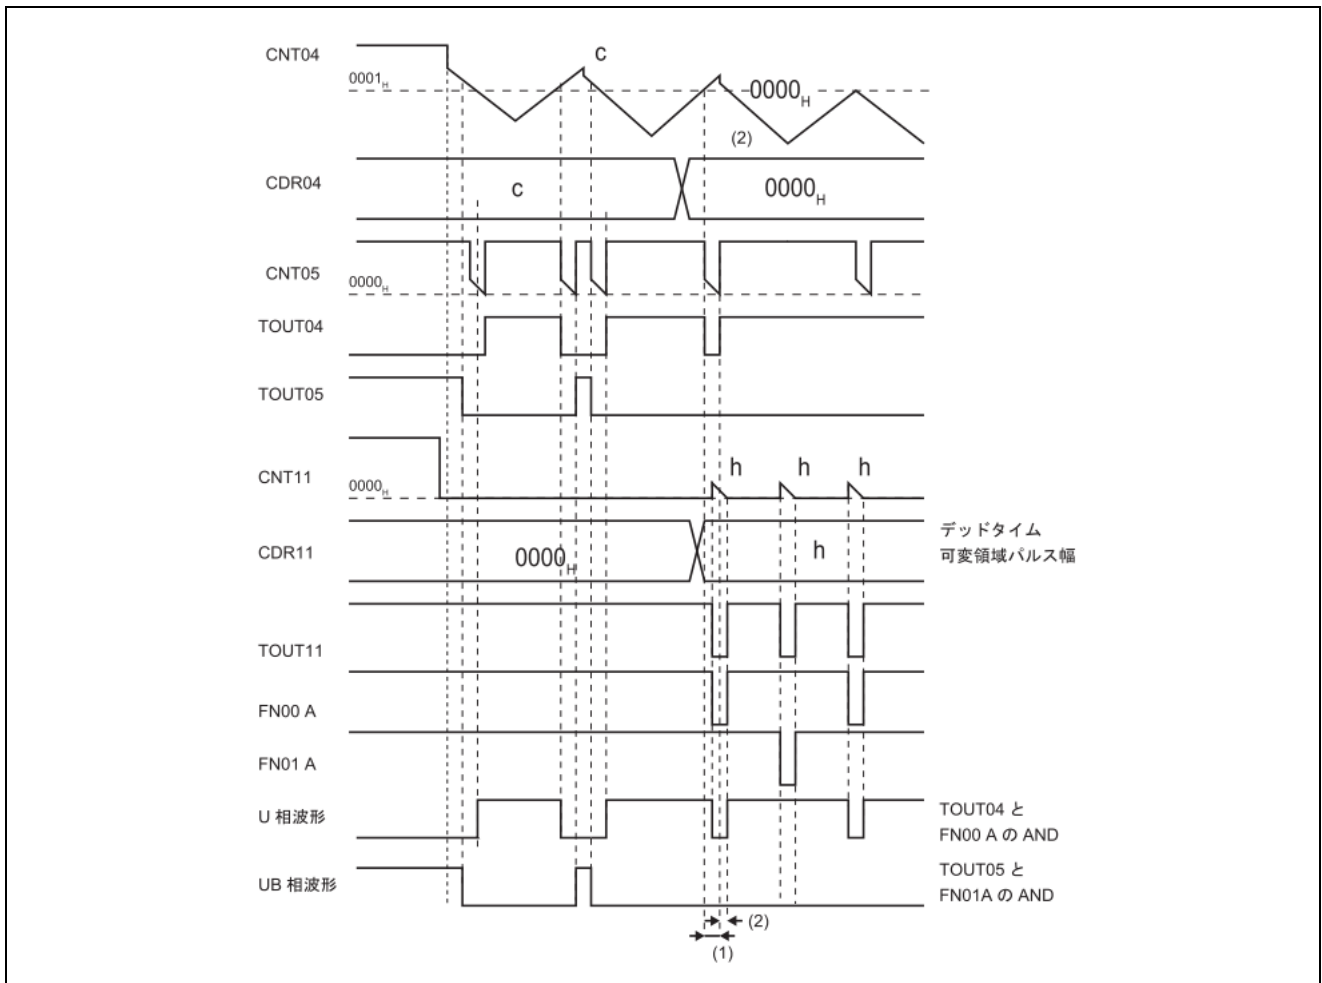 CNT04
c
0001H
0000H
(2)
CDR04
c
0000H
CNT05
0000H
TOUT04
TOUT05
CNT11
0000H
h
h
h
CDR11
0000H
h
デッドタイム
可変領域パルス幅
TOUT11
FN00 A
FN01 A
U 相波形
TOUT04 と
FN00 A の AND
UB 相波形
TOUT05 と
FN01A の AND
(2)
(1)